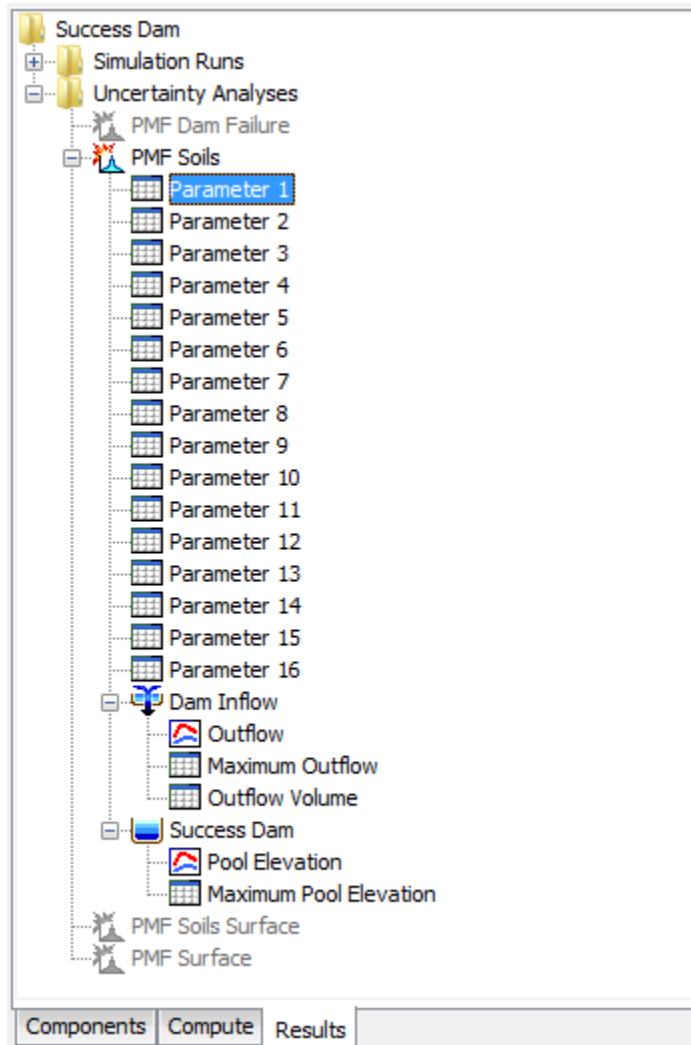 Success Dam
Simulation Runs
Uncertainty Analyses
PMF Dam Failure
PMF Soils
Parameter 1
Parameter 2
Parameter 3
Parameter 4
Parameter 5
Parameter 6
Parameter 7
Parameter 8
Parameter 9
Parameter 10
Parameter 11
Parameter 12
Parameter 13
Parameter 14
Parameter 15
Parameter 16
Dam Inflow
Outflow
Maximum Outflow
Outflow Volume
Success Dam
Pool Elevation
Maximum Pool Elevation
PMF Soils Surface
PMF Surface
Components Compute Results